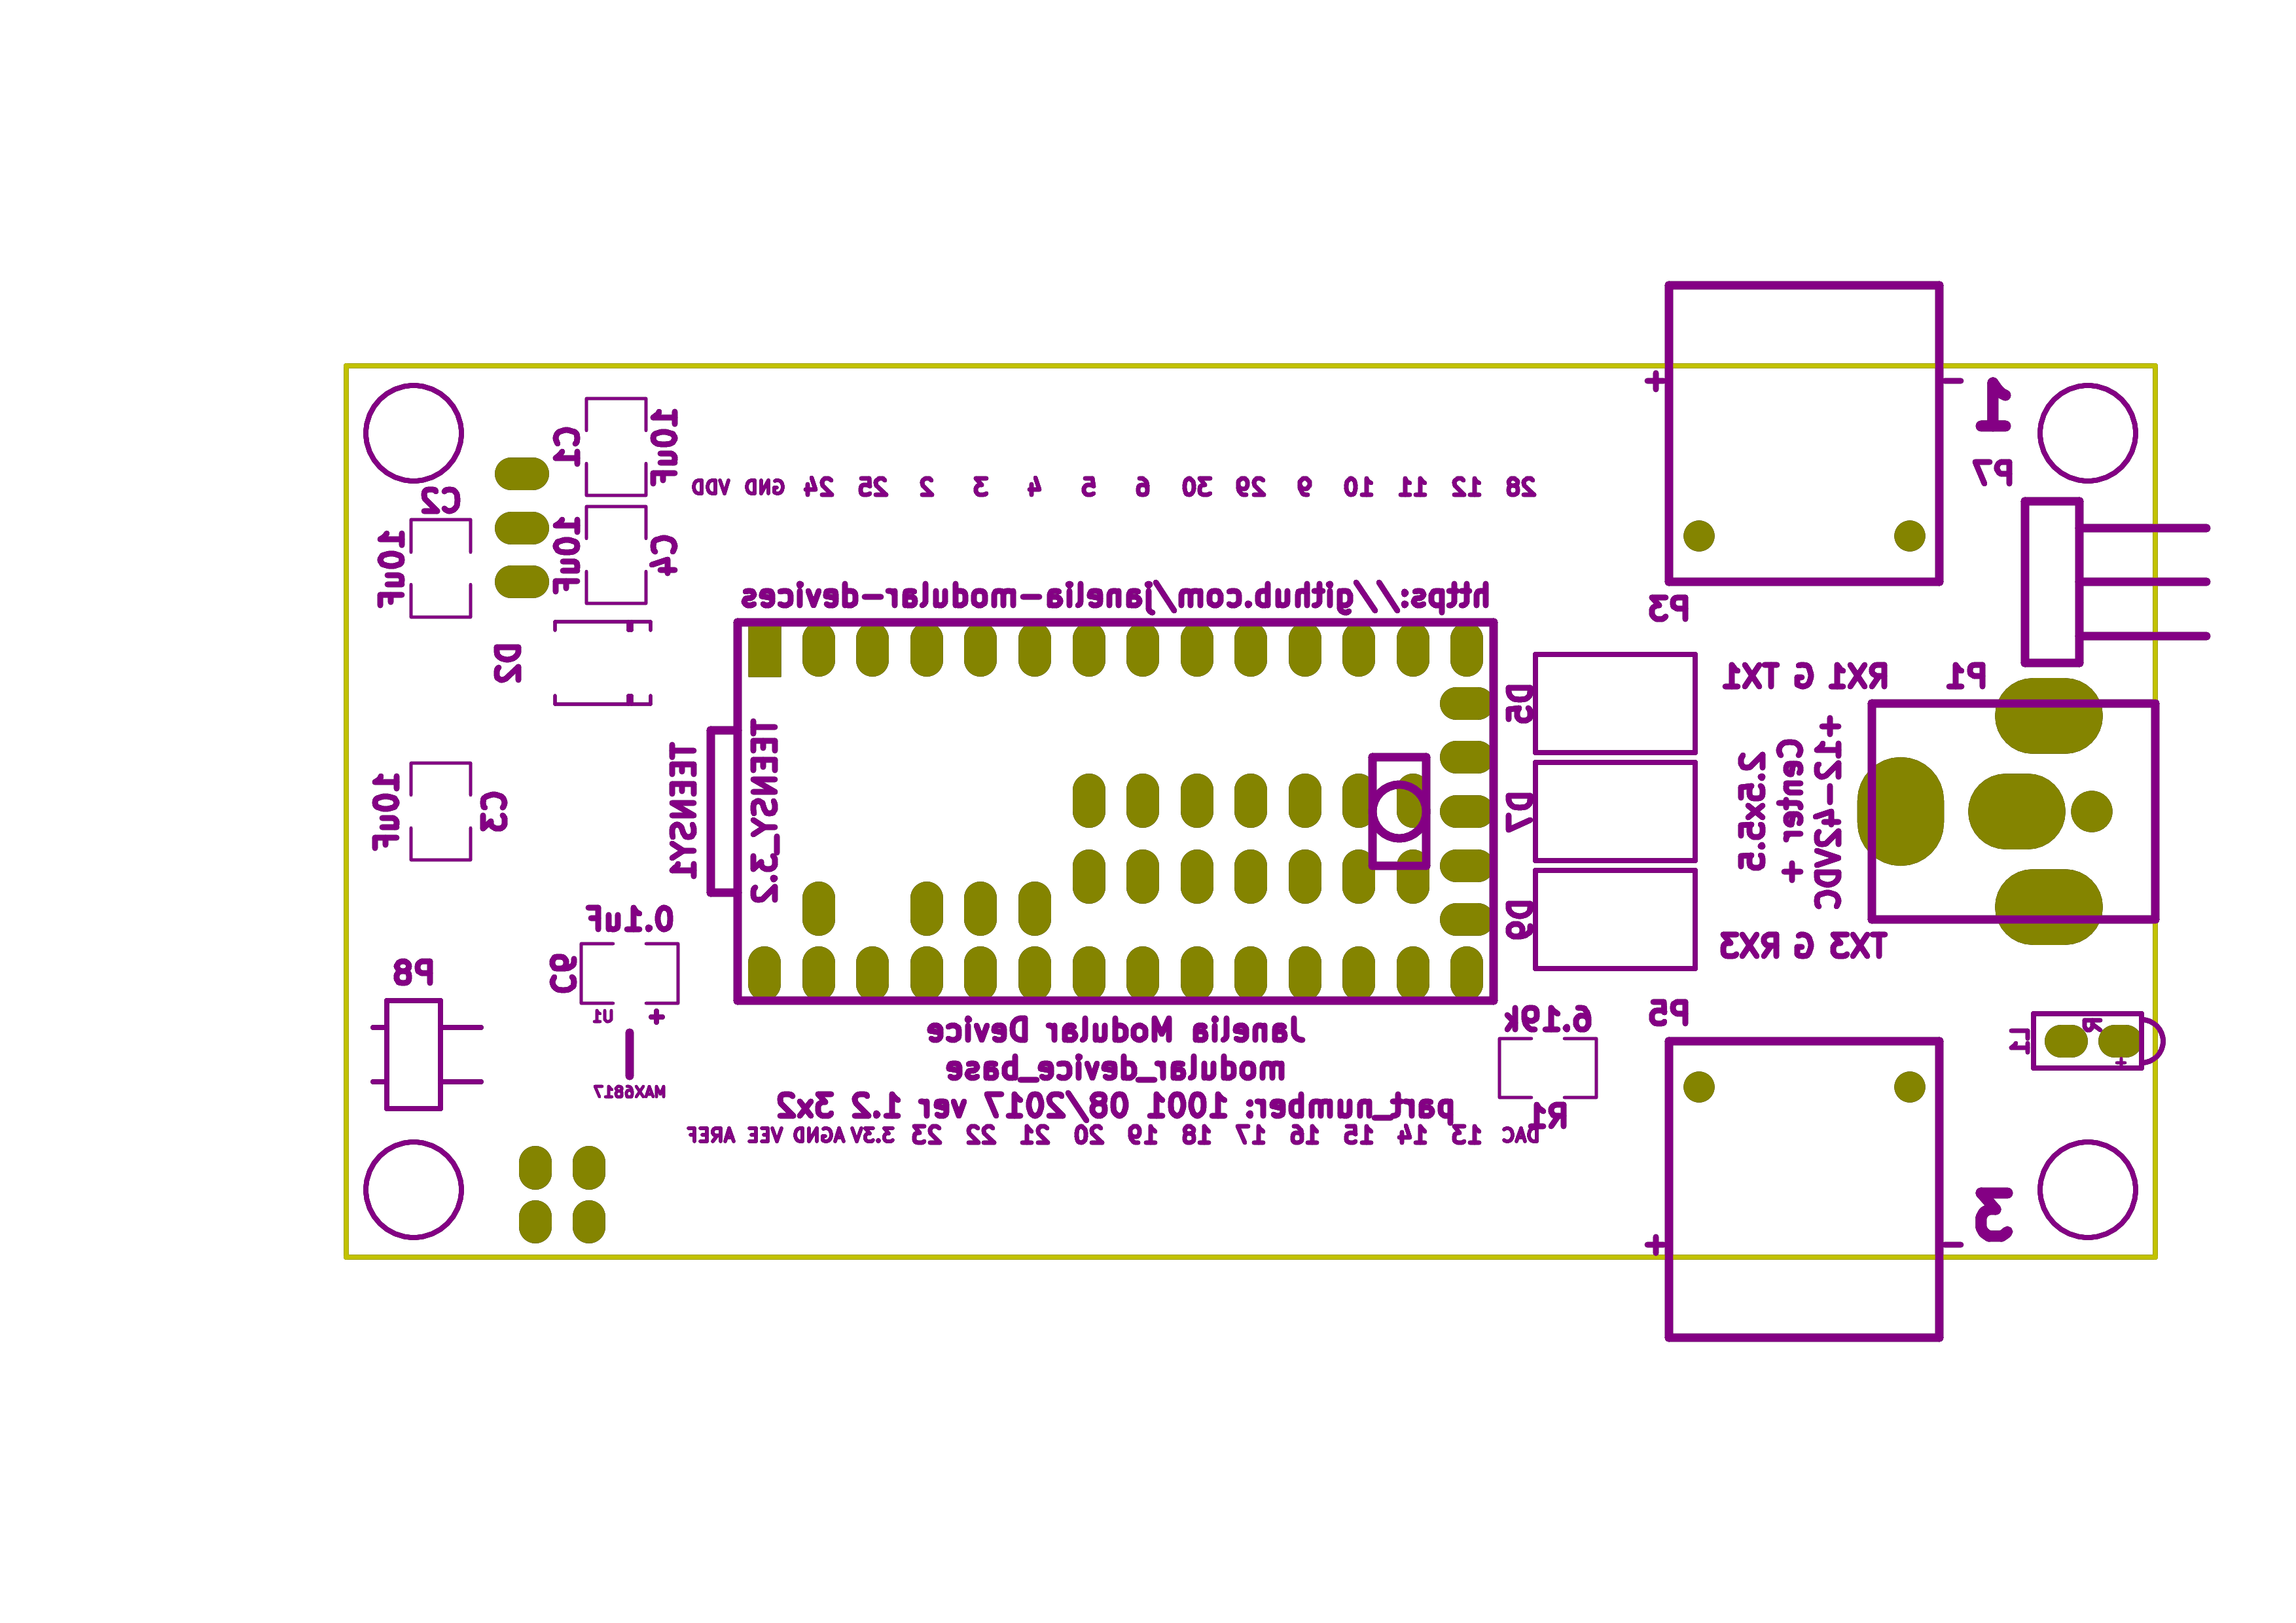 1
P7
C1
10uF
C2
10uF
10uF
C4
VDD GND 24 25 2 3 4 5 6 30 29 9 10 11 12 28
+ -
https://github.com/janelia-modular-devices
P3
D2
RX1 G TX1
P1
D5
D7
D9
TEENSY1
TEENSY_3.2
+12-42VDC
Center +
2.5x5.5
10uF
C3
0.1uF
C9
P8
TX3 G RX3
U1
+
MAX6817
Janelia Modular Device
modular_device_base
part_number: 1001 08/2017 ver 1.2 3x2
6.19k
R1
P5
L1
R
+
AREF VEE AGND 3.3V 23 22 21 20 19 18 17 16 15 14 13 DAC
3
+ -